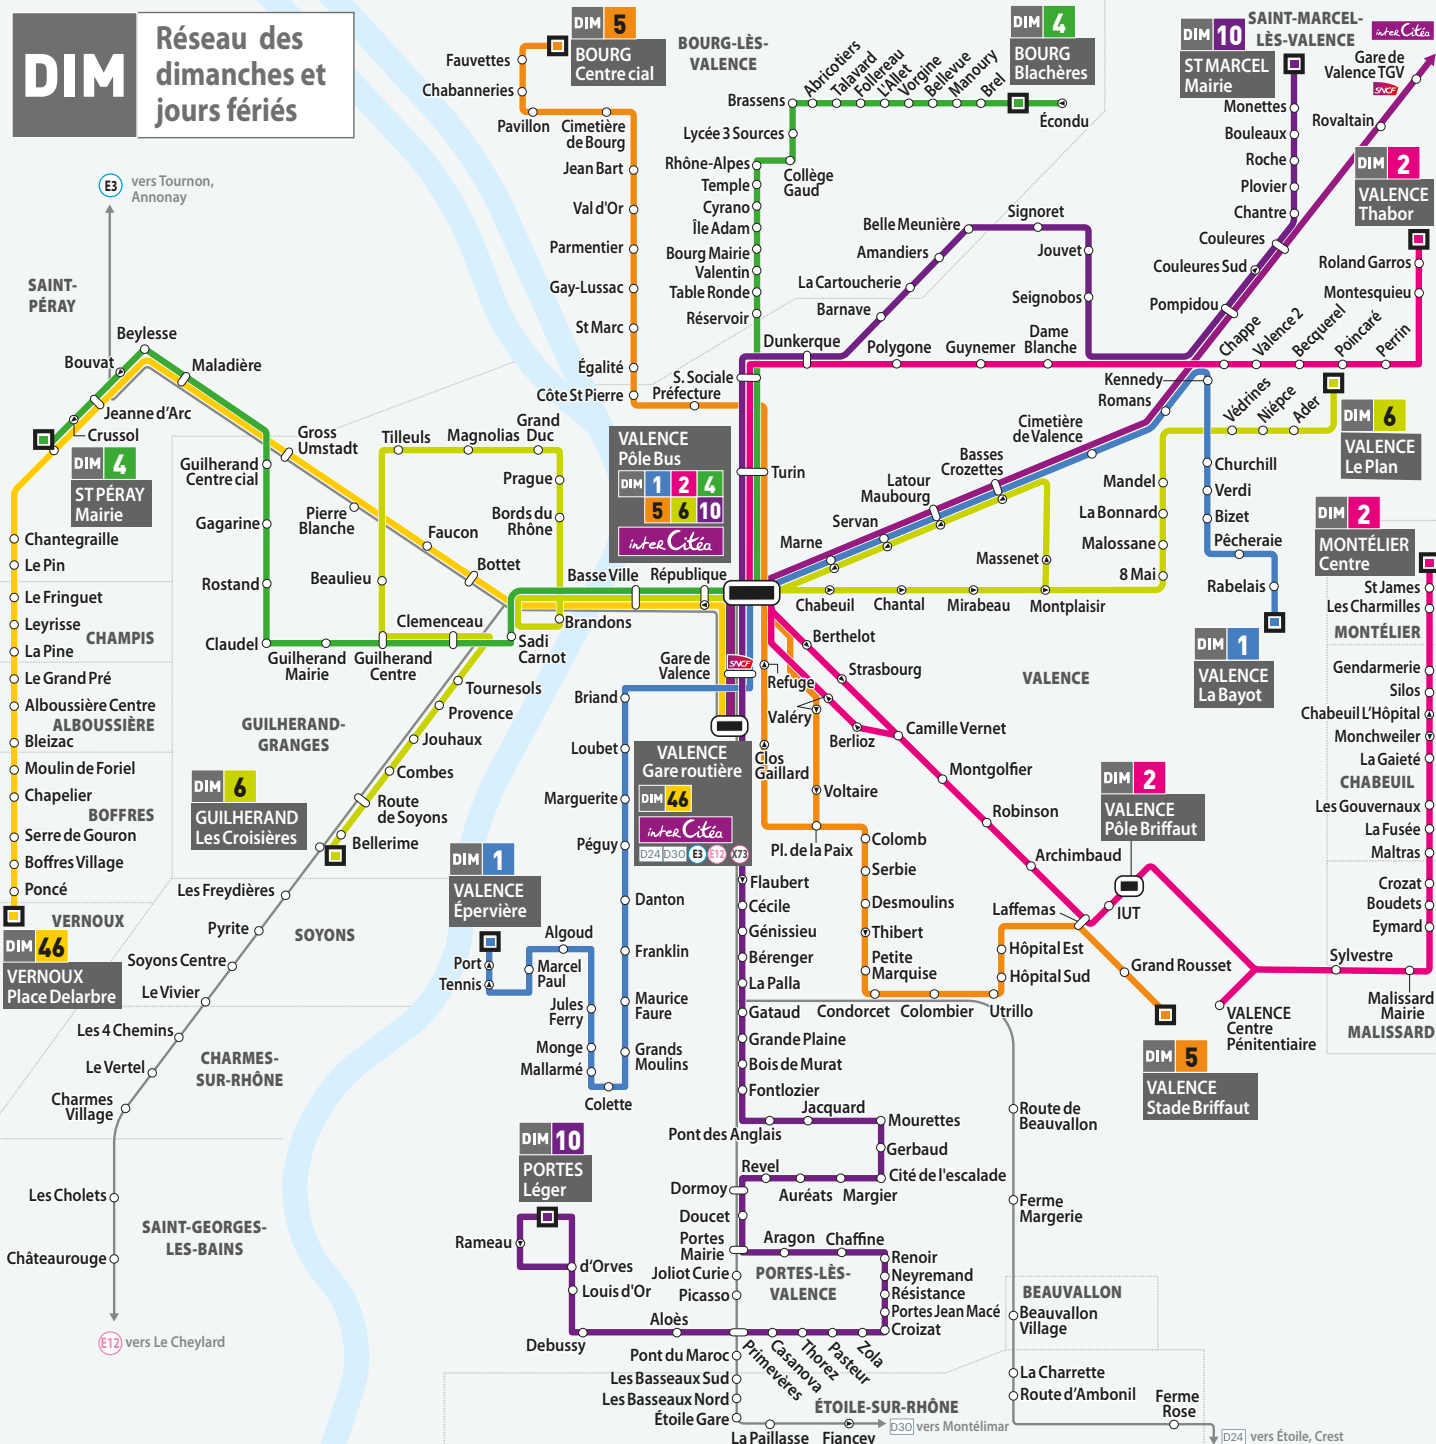 DIM
Réseau des
dimanches et
jours fériés
DIM 5
BOURG
Centre cial
BOURG-LÈS-
VALENCE
DIM 4
BOURG
Blachères
DIM 10
ST MARCEL
Mairie
SAINT-MARCEL-
LÈS-VALENCE
interCitéa
Gare de
Valence TGV
SNCF
Rovaltain
Fauvettes
Chabanneries
Pavillon
Cimetière
de Bourg
Jean Bart
Val d'Or
Parmentier
Gay-Lussac
St Marc
Égalité
Côte St Pierre
Préfecture
Brassens
Abricotiers
Talavard
Follereau
L'Allet
Vorgine
Bellevue
Manoury
Brel
Écondu
Lycée 3 Sources
Collège
Gaud
Rhône-Alpes
Temple
Cyrano
Île Adam
Bourg Mairie
Valentin
Table Ronde
Réservoir
S. Sociale
Turin
Monettes
Bouleaux
Roche
Plovier
Chantre
Couleures
Couleures Sud
Pompidou
DIM 2
VALENCE
Thabor
Roland Garros
Montesquieu
Chappe
Valence 2
Becquerel
Poincaré
Perrin
Belle Meunière
Signoret
Amandiers
Jouvet
La Cartoucherie
Seignobos
Barnave
Dunkerque
Polygone
Guynemer
Dame
Blanche
E3 vers Tournon,
Annonay
SAINT-
PÉRAY
Beylesse
Bouvat
Maladière
Jeanne d'Arc
Crussol
DIM 4
ST PÉRAY
Mairie
Gross
Umstadt
Guilherand
Centre cial
Gagarine
Rostand
Claudel
Pierre
Blanche
Faucon
Bottet
Tilleuls
Magnolias
Grand
Duc
Prague
Bords du
Rhône
Beaulieu
Clemenceau
Guilherand
Mairie
Guilherand
Centre
Sadi
Carnot
Brandons
Basse Ville
République
VALENCE
Pôle Bus
DIM 1 2 4
5 6 10
interCitéa
Kennedy
Romans
Cimetière
de Valence
Basses
Crozettes
Latour
Maubourg
Servan
Marne
Massenet
Chabeuil
Chantal
Mirabeau
Montplaisir
Védrines
Niépce
Ader
DIM 6
VALENCE
Le Plan
Mandel
La Bonnard
Malossane
8 Mai
Churchill
Verdi
Bizet
Pêcheraie
Rabelais
DIM 1
VALENCE
La Bayot
DIM 2
MONTÉLIER
Centre
St James
Les Charmilles
MONTÉLIER
Gendarmerie
Silos
Chabeuil L'Hôpital
Monchweiler
La Gaieté
CHABEUIL
Les Gouvernaux
La Fusée
Maltras
Crozat
Boudets
Eymard
Sylvestre
Malissard
Mairie
MALISSARD
Chantegraille
Le Pin
Le Fringuet
Leyrisse
CHAMPIS
La Pine
Le Grand Pré
Alboussière Centre
ALBOUSSIÈRE
Bleizac
Moulin de Foriel
Chapelier
BOFFRES
Serre de Gouron
Boffres Village
Poncé
VERNOUX
DIM 46
VERNOUX
Place Delarbre
GUILHERAND-
GRANGES
Tournesols
Provence
Jouhaux
Combes
Route
de Soyons
Bellerime
DIM 6
GUILHERAND
Les Croisières
Les Freydières
Pyrite
SOYONS
Soyons Centre
Le Vivier
Les 4 Chemins
Le Vertel
CHARMES-
SUR-RHÔNE
Charmes
Village
Les Cholets
SAINT-GEORGES-
LES-BAINS
Châteaurouge
E12 vers Le Cheylard
Gare de
Valence
SNCF
Briand
Loubet
Marguerite
Péguy
Danton
Franklin
Maurice
Faure
Grands
Moulins
Colette
Mallarmé
Monge
Jules
Ferry
Algoud
Marcel
Paul
Port
Tennis
DIM 1
VALENCE
Épervière
VALENCE
Gare routière
DIM 46
interCitéa
D24 D30 E3 E12 X73
Refuge
Valéry
Clos
Gaillard
Voltaire
Pl. de la Paix
Berthelot
Strasbourg
Berlioz
Camille Vernet
Montgolfier
Robinson
Archimbaud
VALENCE
DIM 2
VALENCE
Pôle Briffaut
Laffemas
IUT
Colomb
Serbie
Desmoulins
Thibert
Petite
Marquise
Condorcet
Colombier
Utrillo
Hôpital Est
Hôpital Sud
Grand Rousset
DIM 5
VALENCE
Stade Briffaut
VALENCE
Centre
Pénitentiaire
Flaubert
Cécile
Génissieu
Bérenger
La Palla
Gataud
Grande Plaine
Bois de Murat
Fontlozier
Jacquard
Pont des Anglais
Mourettes
Gerbaud
Cité de l'escalade
Revel
Auréats
Margier
Dormoy
Doucet
Portes
Mairie
Aragon
Chaffine
Joliot Curie
Picasso
PORTES-LÈS-
VALENCE
Renoir
Neyremand
Résistance
Portes Jean Macé
Croizat
DIM 10
PORTES
Léger
Rameau
d'Orves
Louis d'Or
Debussy
Aloès
Primevères
Casanova
Thorez
Pasteur
Zola
Pont du Maroc
Les Basseaux Sud
Les Basseaux Nord
Étoile Gare
La Paillasse
Fiancey
ÉTOILE-SUR-RHÔNE
D30 vers Montélimar
Route de
Beauvallon
Ferme
Margerie
BEAUVALLON
Beauvallon
Village
La Charrette
Route d'Ambonil
Ferme
Rose
D24 vers Étoile, Crest